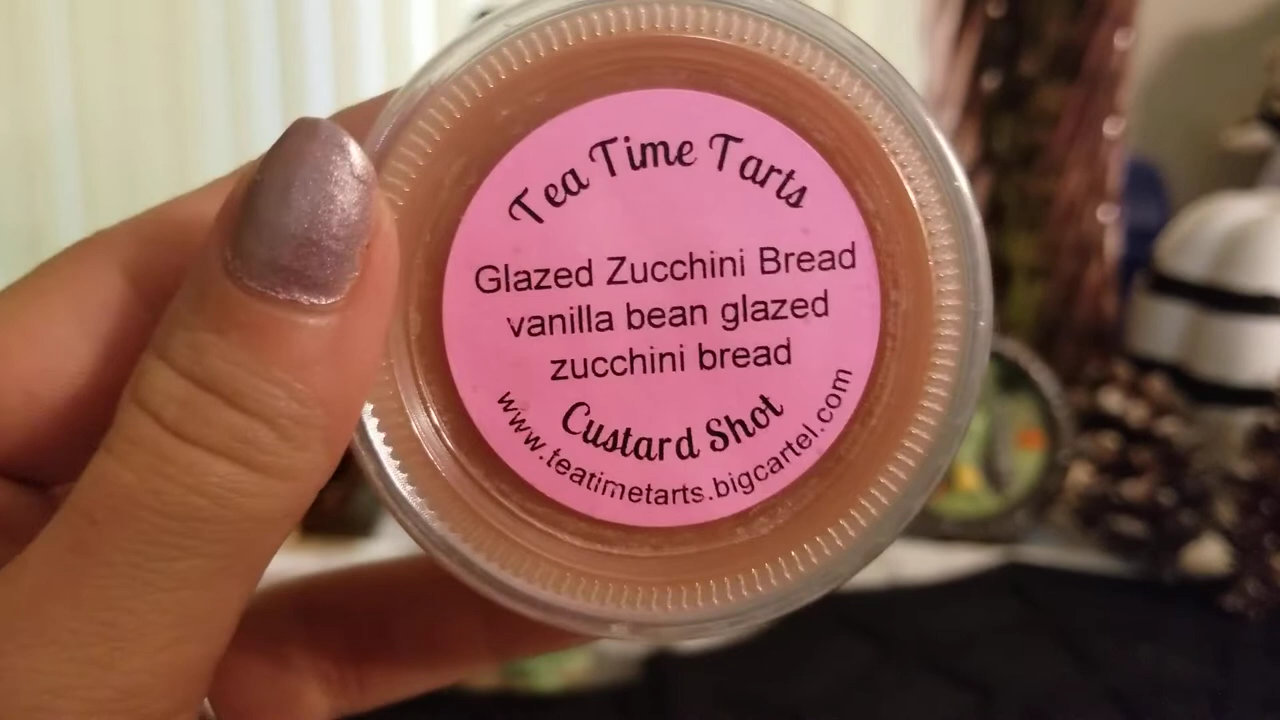 Tea Time Tarts
Glazed Zucchini Bread
vanilla bean glazed
zucchini bread
Custard Shot
www.teatimetarts.bigcartel.com